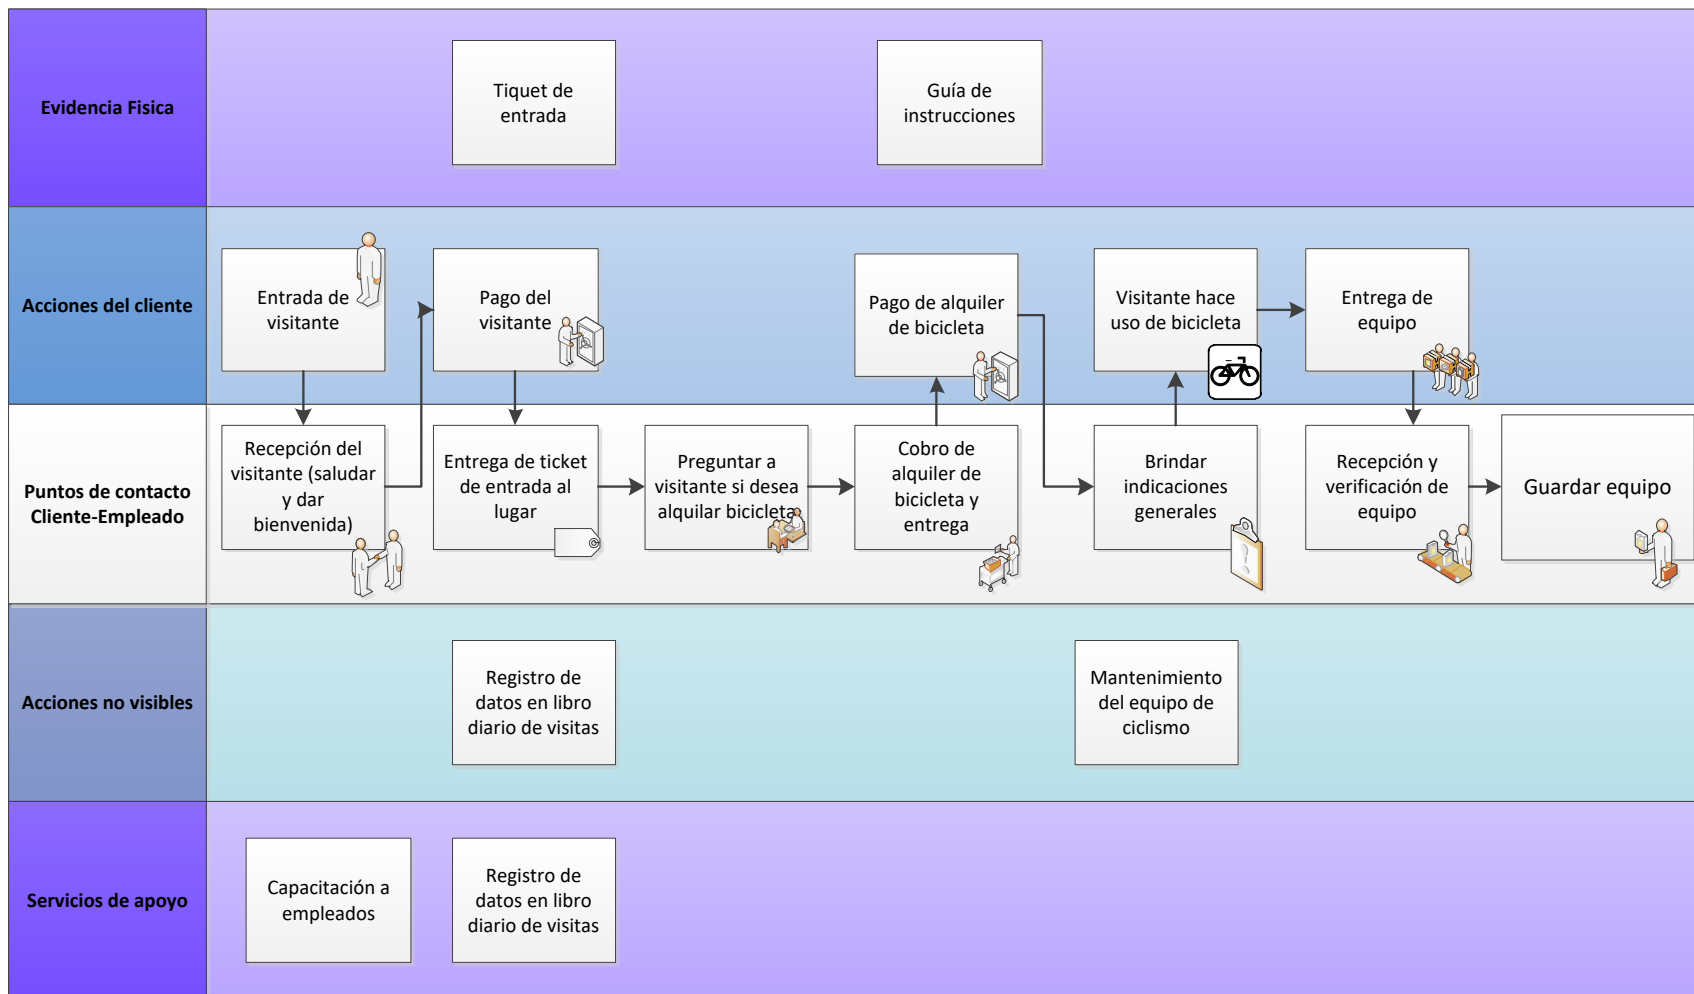 Evidencia Fisica
Tiquet de
entrada
Guía de
instrucciones
Acciones del cliente
Entrada de
visitante
Pago del
visitante
Pago de alquiler
de bicicleta
Visitante hace
uso de bicicleta
Entrega de
equipo
Puntos de contacto
Cliente-Empleado
Recepción del
visitante (saludar
y dar
bienvenida)
Entrega de ticket
de entrada al
lugar
Preguntar a
visitante si desea
alquilar bicicleta
Cobro de
alquiler de
bicicleta y
entrega
Brindar
indicaciones
generales
Recepción y
verificación de
equipo
Guardar equipo
Acciones no visibles
Registro de
datos en libro
diario de visitas
Mantenimiento
del equipo de
ciclismo
Servicios de apoyo
Capacitación a
empleados
Registro de
datos en libro
diario de visitas